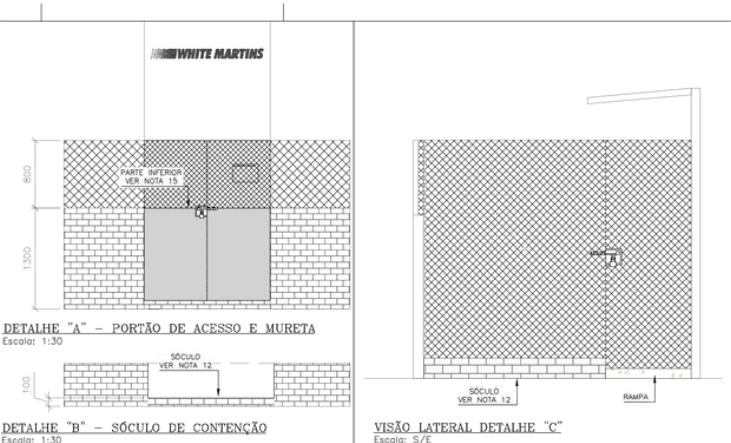 WHITE MARTINS
800
PARTE INFERIOR
VER NOTA 15
1300
DETALHE "A" – PORTÃO DE ACESSO E MURETA
Escala: 1:30
SÓCULO
VER NOTA 12
100
DETALHE "B" – SÓCULO DE CONTENÇÃO
Escala: 1:30
SÓCULO
VER NOTA 12
RAMPA
VISÃO LATERAL DETALHE "C"
Escala: S/E